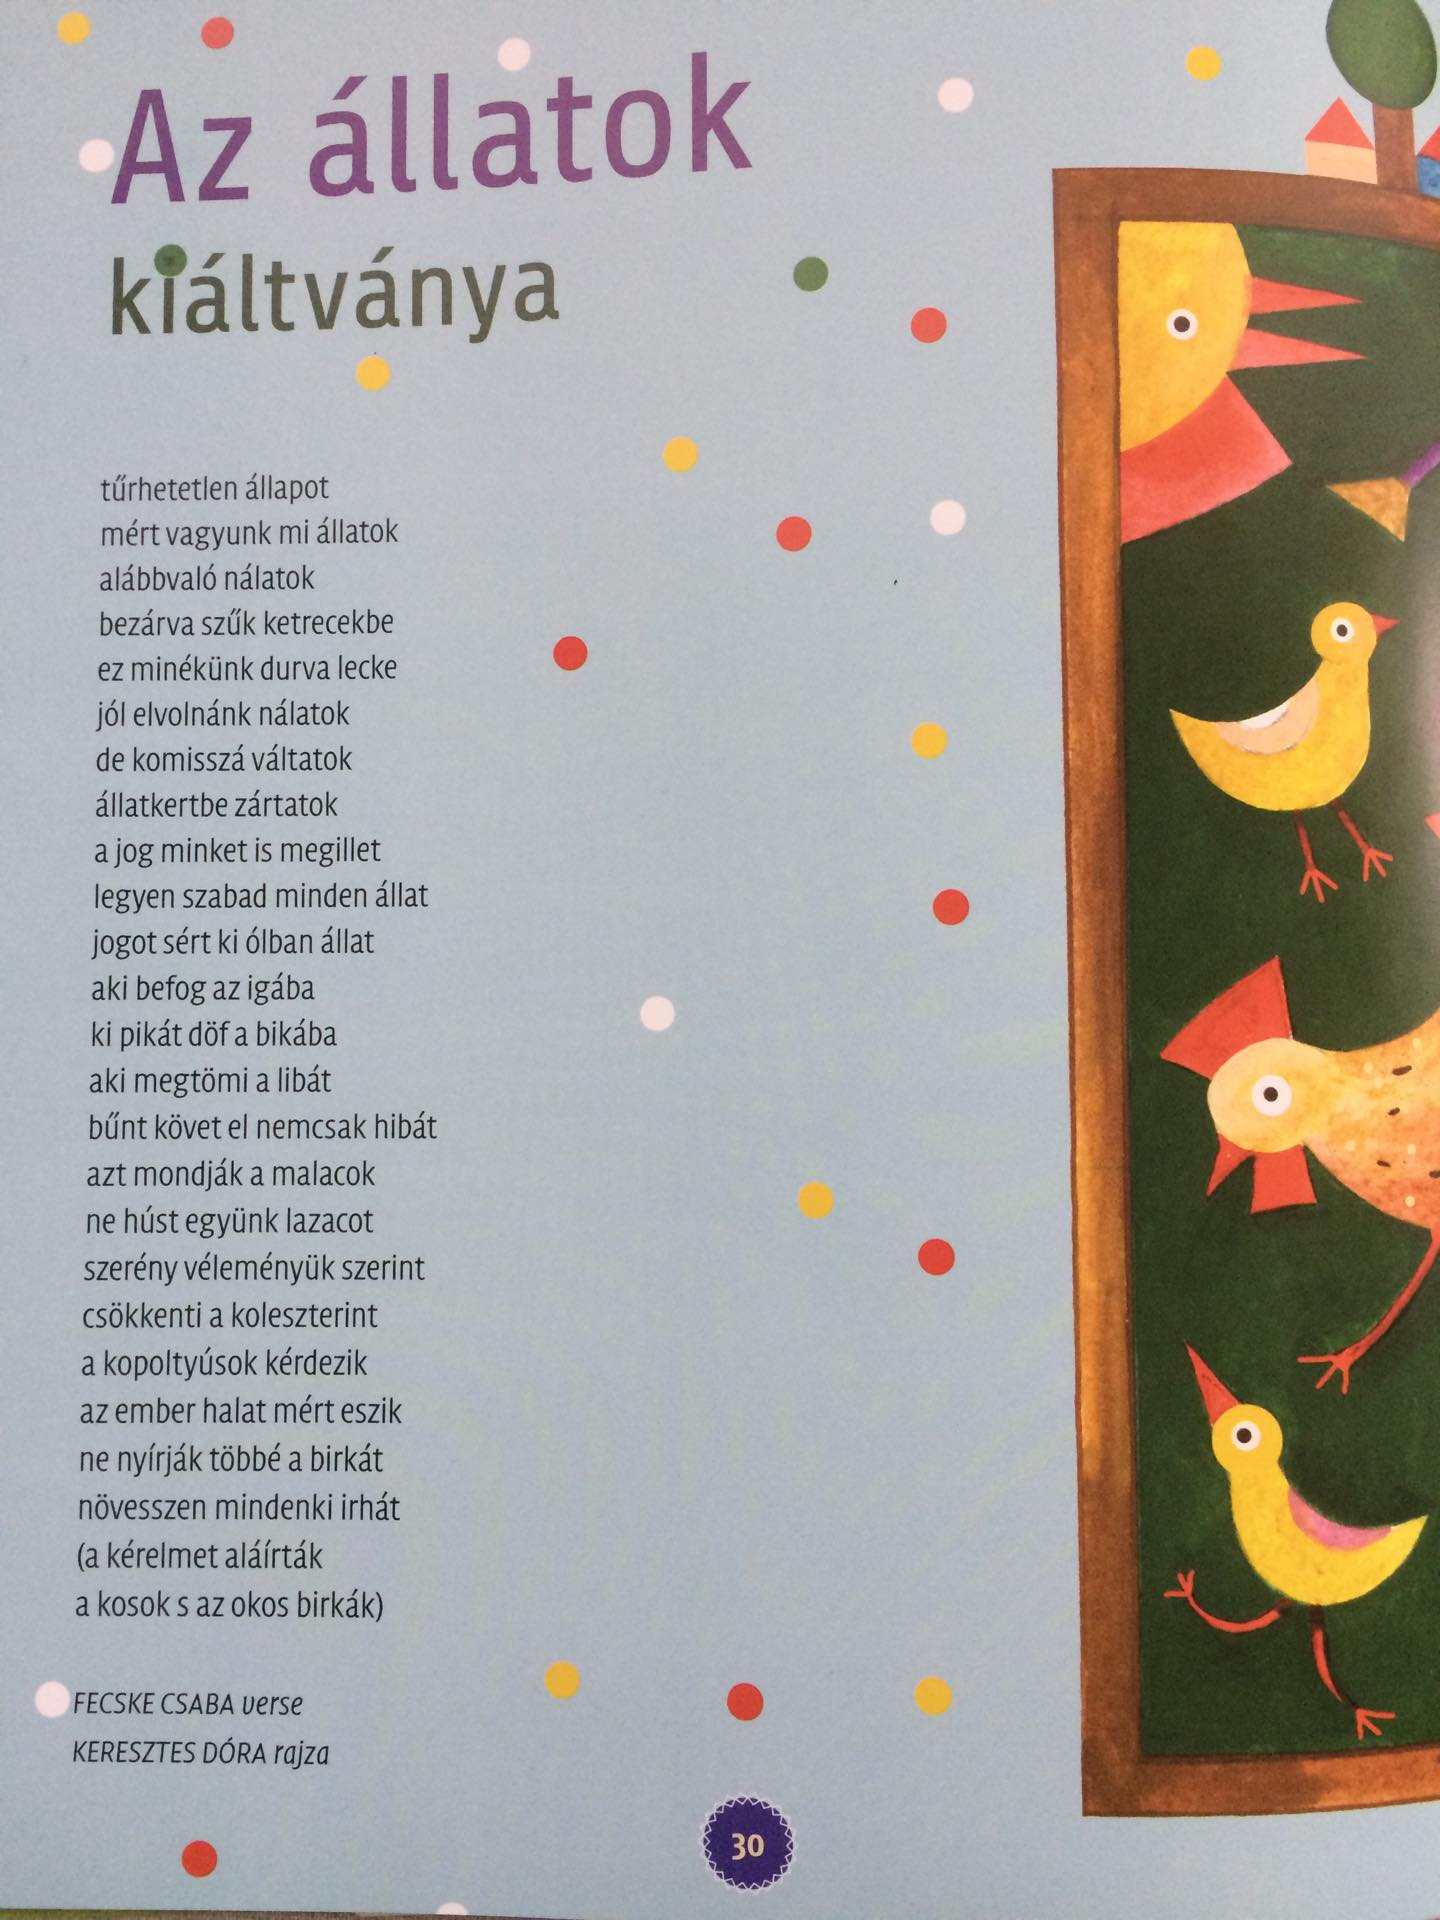 Az állatok
kiáltványa
tűrhetetlen állapot
mért vagyunk mi állatok
alábbvaló nálatok
bezárva szűk ketrecekbe
ez minékünk durva lecke
jól elvolnánk nálatok
de komisszá váltatok
állatkertbe zártatok
a jog minket is megillet
legyen szabad minden állat
jogot sért ki ólban állat
aki befog az igába
ki pikát döf a bikába
aki megtömi a libát
bűnt követ el nemcsak hibát
azt mondják a malacok
ne húst együnk lazacot
szerény véleményük szerint
csökkenti a koleszterint
a kopoltyúsok kérdezik
az ember halat mért eszik
ne nyírják többé a birkát
növesszen mindenki irhát
(a kérelmet aláírták
a kosok s az okos birkák)
FECSKE CSABA verse
KERESZTES DÓRA rajza
30